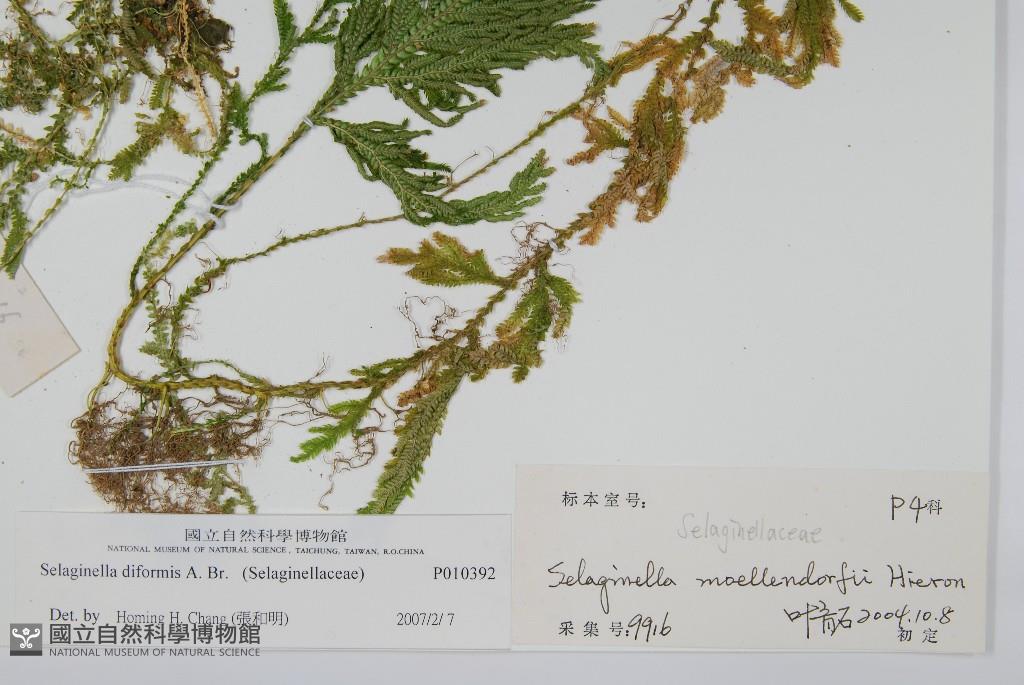 國立自然科學博物館
NATIONAL MUSEUM OF NATURAL SCIENCE, TAICHUNG, TAIWAN, R.O.CHINA
Selaginella diformis A. Br. (Selaginellaceae) P010392
Det. by Homing H. Chang (張和明) 2007/2/ 7
标本室号: P4科
Selaginellaceae
Selaginella moellendorfii Hieron
叶育石 2004.10.8
采集号: 9916 初定
國立自然科學博物館
NATIONAL MUSEUM OF NATURAL SCIENCE